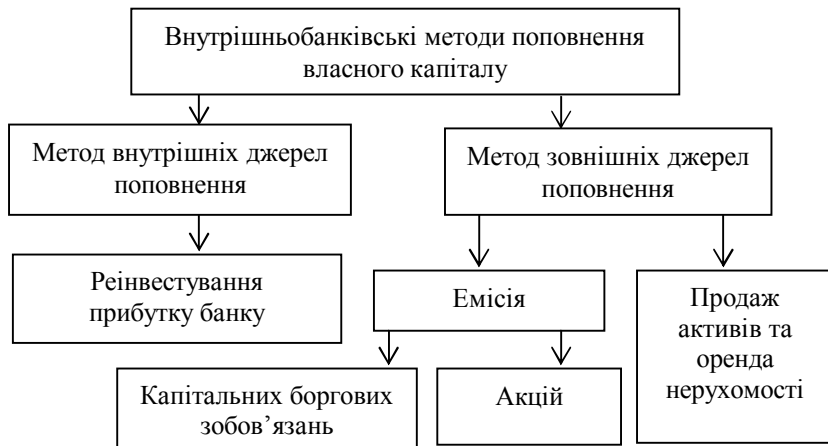 Внутрішньобанківські методи поповнення
власного капіталу
Метод внутрішніх джерел
поповнення
Метод зовнішніх джерел
поповнення
Реінвестування
прибутку банку
Емісія
Продаж
активів та
оренда
нерухомості
Капітальних боргових
зобов’язань
Акцій